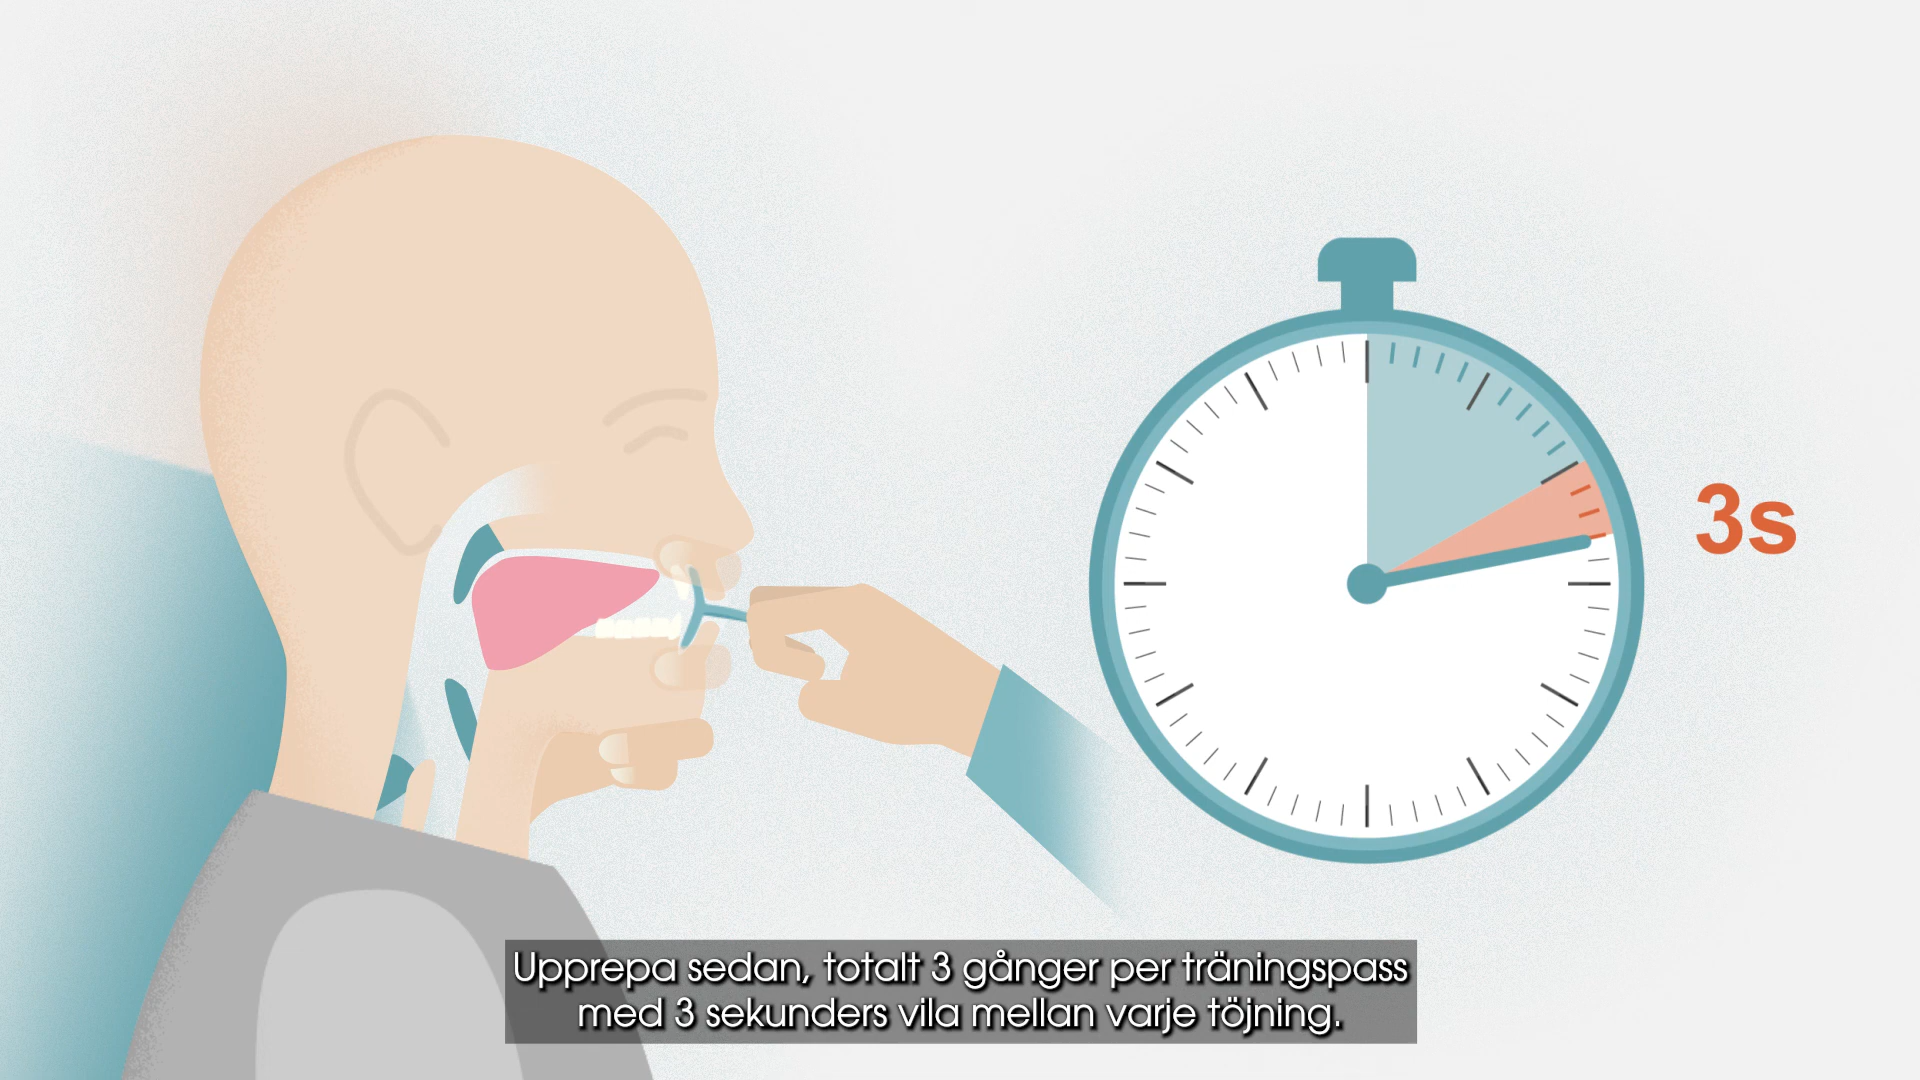 3s
Upprepa sedan, totalt 3 gånger per träningspass
med 3 sekunders vila mellan varje töjning.